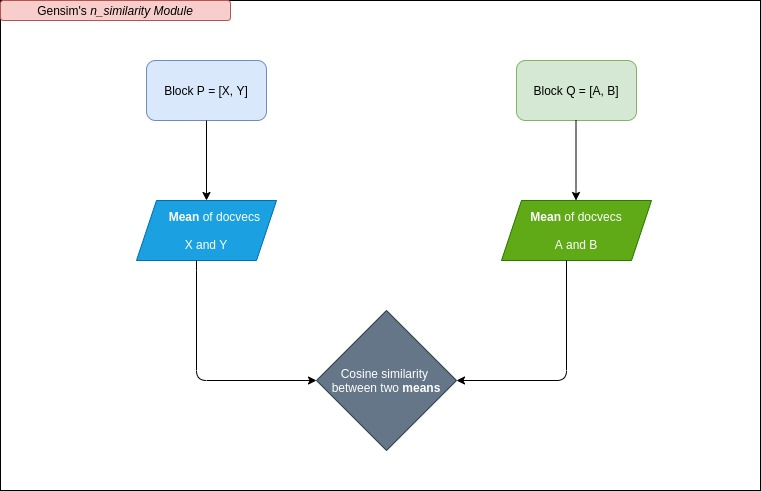 Gensim's n_similarity Module
Block P = [X, Y]
Block Q = [A, B]
Mean of docvecs
X and Y
Mean of docvecs
A and B
Cosine similarity
between two means